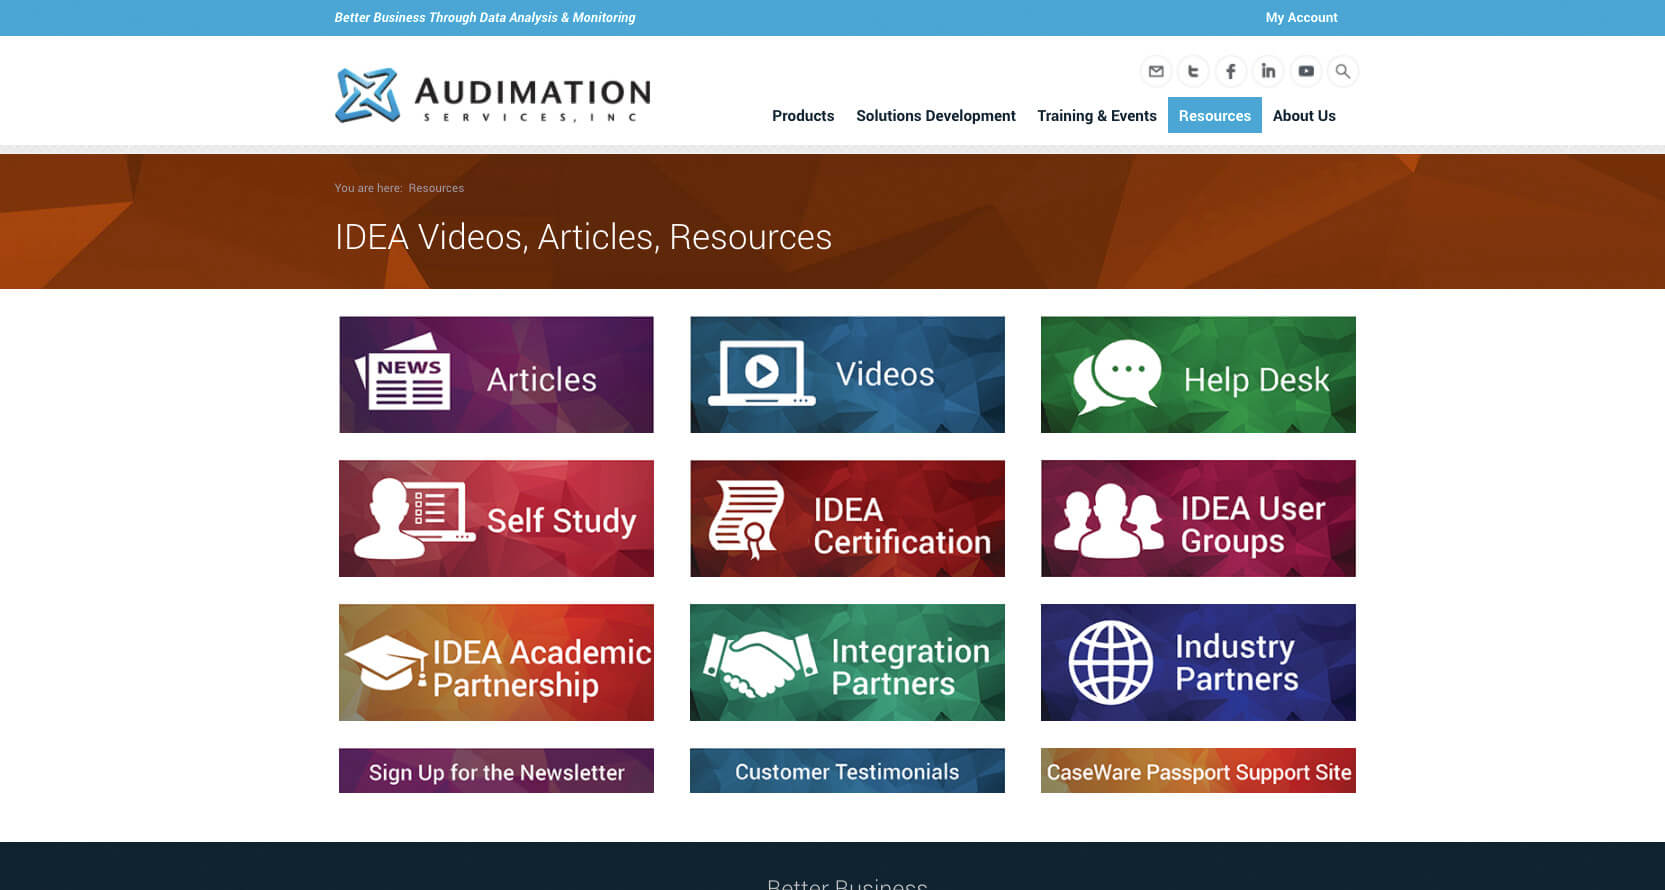 Better Business Through Data Analysis & Monitoring
My Account
AUDIMATION
SERVICES, INC
Products
Solutions Development
Training & Events
Resources
About Us
You are here: Resources
IDEA Videos, Articles, Resources
NEWS
Articles
Videos
Help Desk
Self Study
IDEA
Certification
IDEA User
Groups
IDEA Academic
Partnership
Integration
Partners
Industry
Partners
Sign Up for the Newsletter
Customer Testimonials
CaseWare Passport Support Site
Better Business